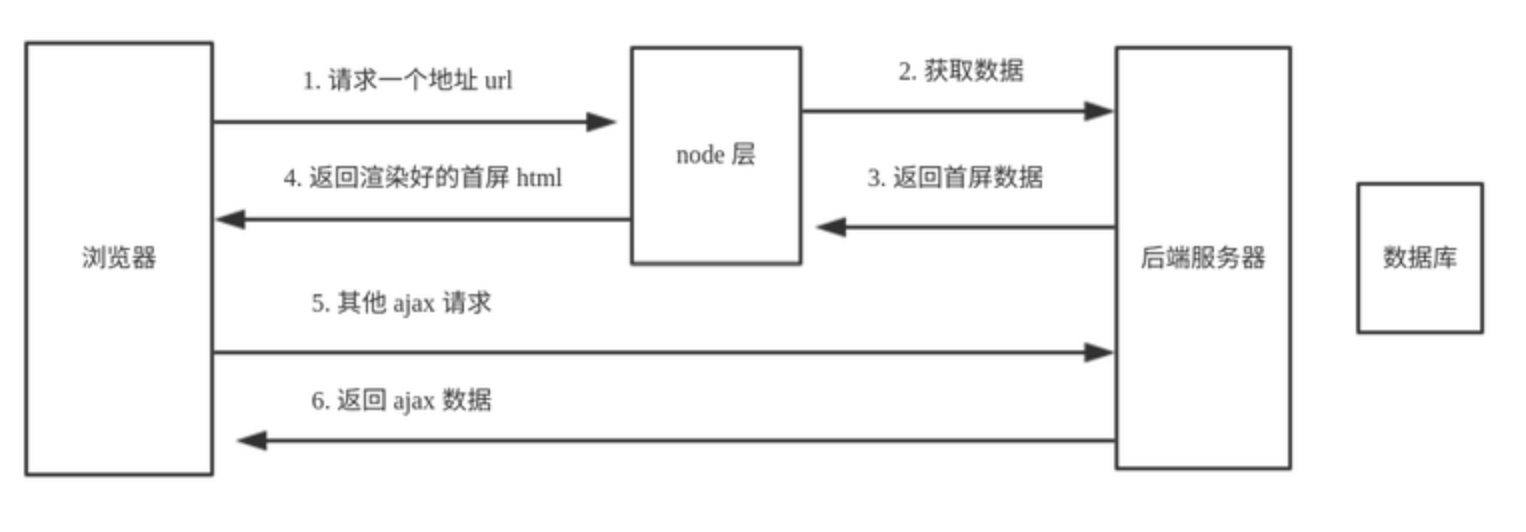 1. 请求一个地址 url
2. 获取数据
node 层
4. 返回渲染好的首屏 html
3. 返回首屏数据
浏览器
后端服务器
数据库
5. 其他 ajax 请求
6. 返回 ajax 数据